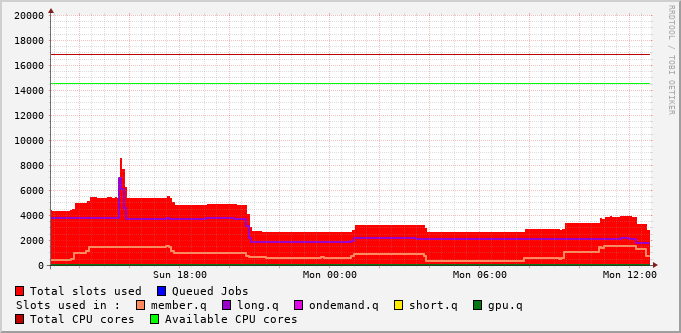 20000
18000
16000
14000
12000
10000
8000
6000
4000
2000
0
Sun 18:00 Mon 00:00 Mon 06:00 Mon 12:00
RRDTOOL / TOBI OETIKER
Total slots used Queued Jobs
Slots used in : member.q long.q ondemand.q short.q gpu.q
Total CPU cores Available CPU cores